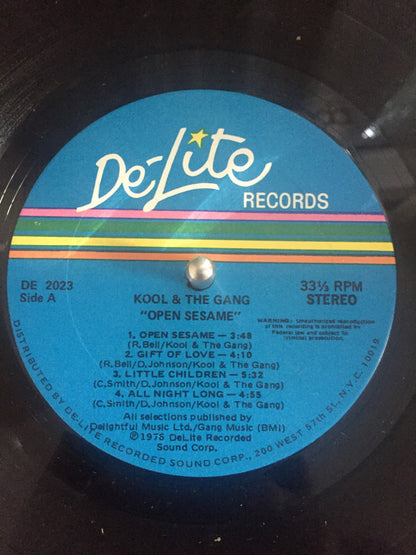 De-Lite
RECORDS
DE 2023
Side A
33⅓ RPM
STEREO
KOOL & THE GANG
"OPEN SESAME"
WARNING: Unauthorized reproduction
of this recording is prohibited by
Federal law and subject to
criminal prosecution.
1. OPEN SESAME — 3:48
(R.Bell/Kool & The Gang)
2. GIFT OF LOVE — 4:10
(R.Bell/D.Johnson/Kool & The Gang)
3. LITTLE CHILDREN — 5:32
(C.Smith/D.Johnson/Kool & The Gang)
4. ALL NIGHT LONG — 4:55
(C.Smith/D.Johnson/Kool & The Gang)
All selections published by
Delightful Music Ltd./Gang Music (BMI)
Ⓟ1976 DeLite Recorded
Sound Corp.
DISTRIBUTED BY DE-LITE RECORDED SOUND CORP., 200 WEST 57th St., N.Y.C. 10019